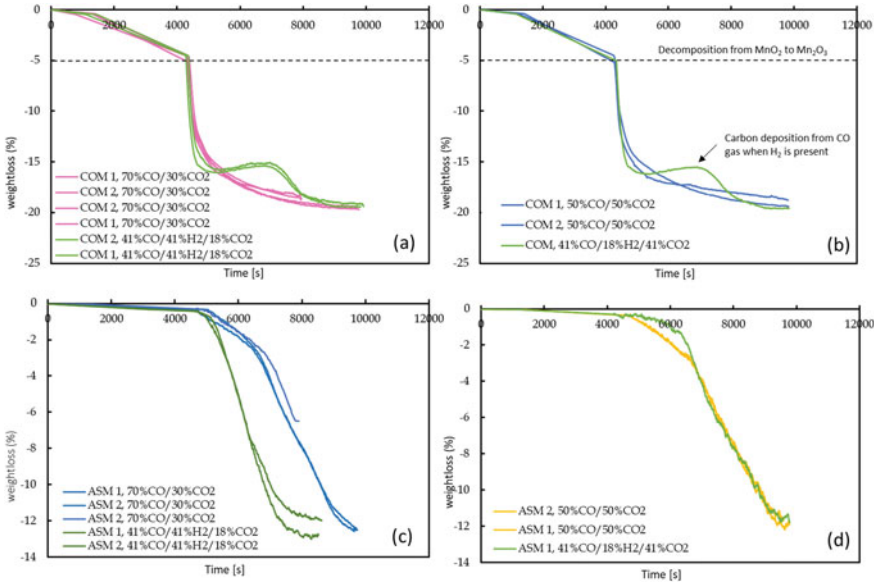 0 2000 4000 6000 8000 10000 12000
0
-5
-10
-15
-20
-25
weightloss (%)
Time [s]
COM 1, 70%CO/30%CO2
COM 2, 70%CO/30%CO2
COM 2, 70%CO/30%CO2
COM 1, 70%CO/30%CO2
COM 2, 41%CO/41%H2/18%CO2
COM 1, 41%CO/41%H2/18%CO2
(a)
0 2000 4000 6000 8000 10000 12000
0
-5
-10
-15
-20
-25
weightloss (%)
Time [s]
Decomposition from MnO₂ to Mn₂O₃
Carbon deposition from CO
gas when H₂ is present
COM 1, 50%CO/50%CO2
COM 2, 50%CO/50%CO2
COM, 41%CO/18%H2/41%CO2
(b)
0 2000 4000 6000 8000 10000 12000
0
-2
-4
-6
-8
-10
-12
-14
weightloss (%)
Time [s]
ASM 1, 70%CO/30%CO2
ASM 2, 70%CO/30%CO2
ASM 2, 70%CO/30%CO2
ASM 1, 41%CO/41%H2/18%CO2
ASM 2, 41%CO/41%H2/18%CO2
(c)
0 2000 4000 6000 8000 10000 12000
0
-2
-4
-6
-8
-10
-12
-14
weightloss (%)
Time [s]
ASM 2, 50%CO/50%CO2
ASM 1, 50%CO/50%CO2
ASM 1, 41%CO/18%H2/41%CO2
(d)